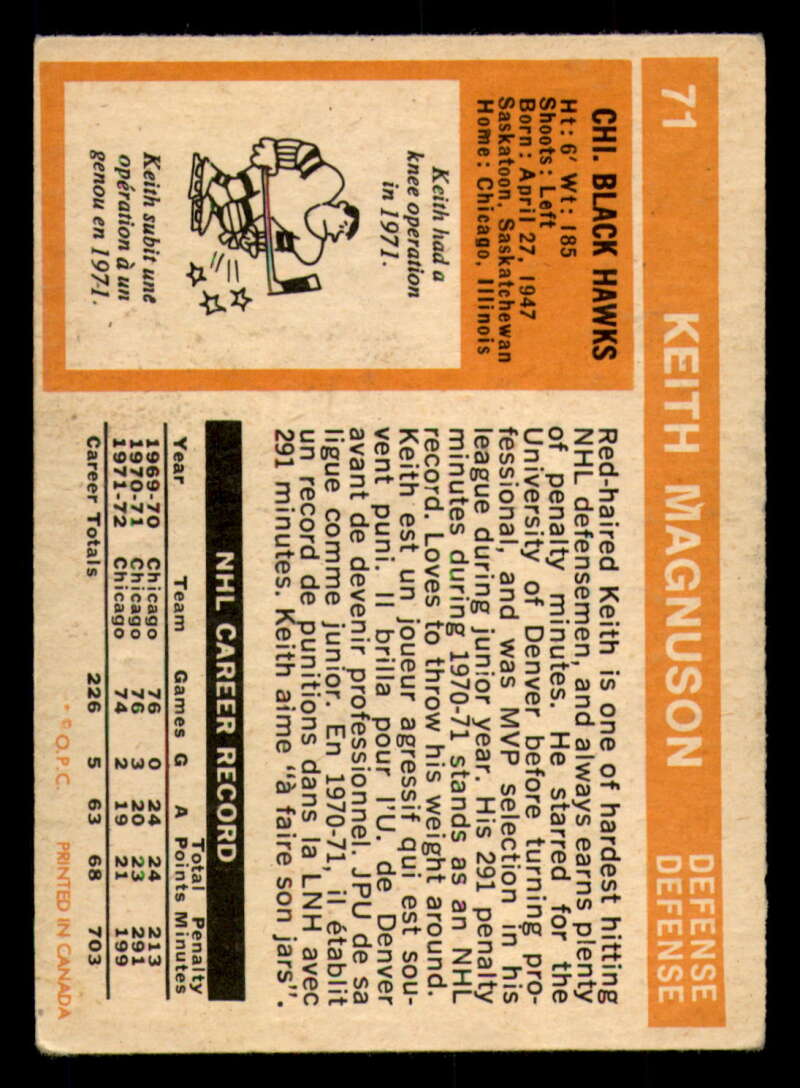 71 KEITH MAGNUSON DEFENSE
DEFENSE
CHI. BLACK HAWKS
Ht: 6' Wt: 185
Shoots: Left
Born: April 27, 1947
Saskatoon, Saskatchewan
Home: Chicago, Illinois
Keith had a
knee operation
in 1971.
Keith subit une
opération à un
genou en 1971.
Red-haired Keith is one of hardest hitting
NHL defensemen, and always earns plenty
of penalty minutes. He starred for the
University of Denver before turning pro-
fessional, and was MVP selection in his
league during junior year. His 291 penalty
minutes during 1970-71 stands as an NHL
record. Loves to throw his weight around.
Keith est un joueur agressif qui est sou-
vent puni. Il brilla pour l'U. de Denver
avant de devenir professionnel. JPU de sa
ligue comme junior. En 1970-71, il établit
un record de punitions dans la LNH avec
291 minutes. Keith aime "à faire son jars".
NHL CAREER RECORD
Total Penalty
Year Team Games G A Points Minutes
1969-70 Chicago 76 0 24 24 213
1970-71 Chicago 76 3 20 23 291
1971-72 Chicago 74 2 19 21 199
Career Totals 226 5 63 68 703
* © O.P.C. PRINTED IN CANADA